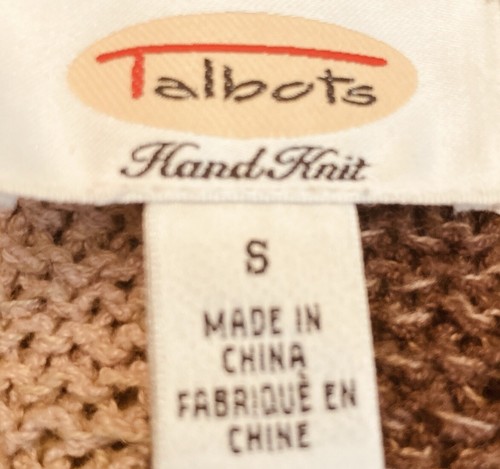 Talbots
Hand Knit
S
MADE IN
CHINA
FABRIQUÈ EN
CHINE